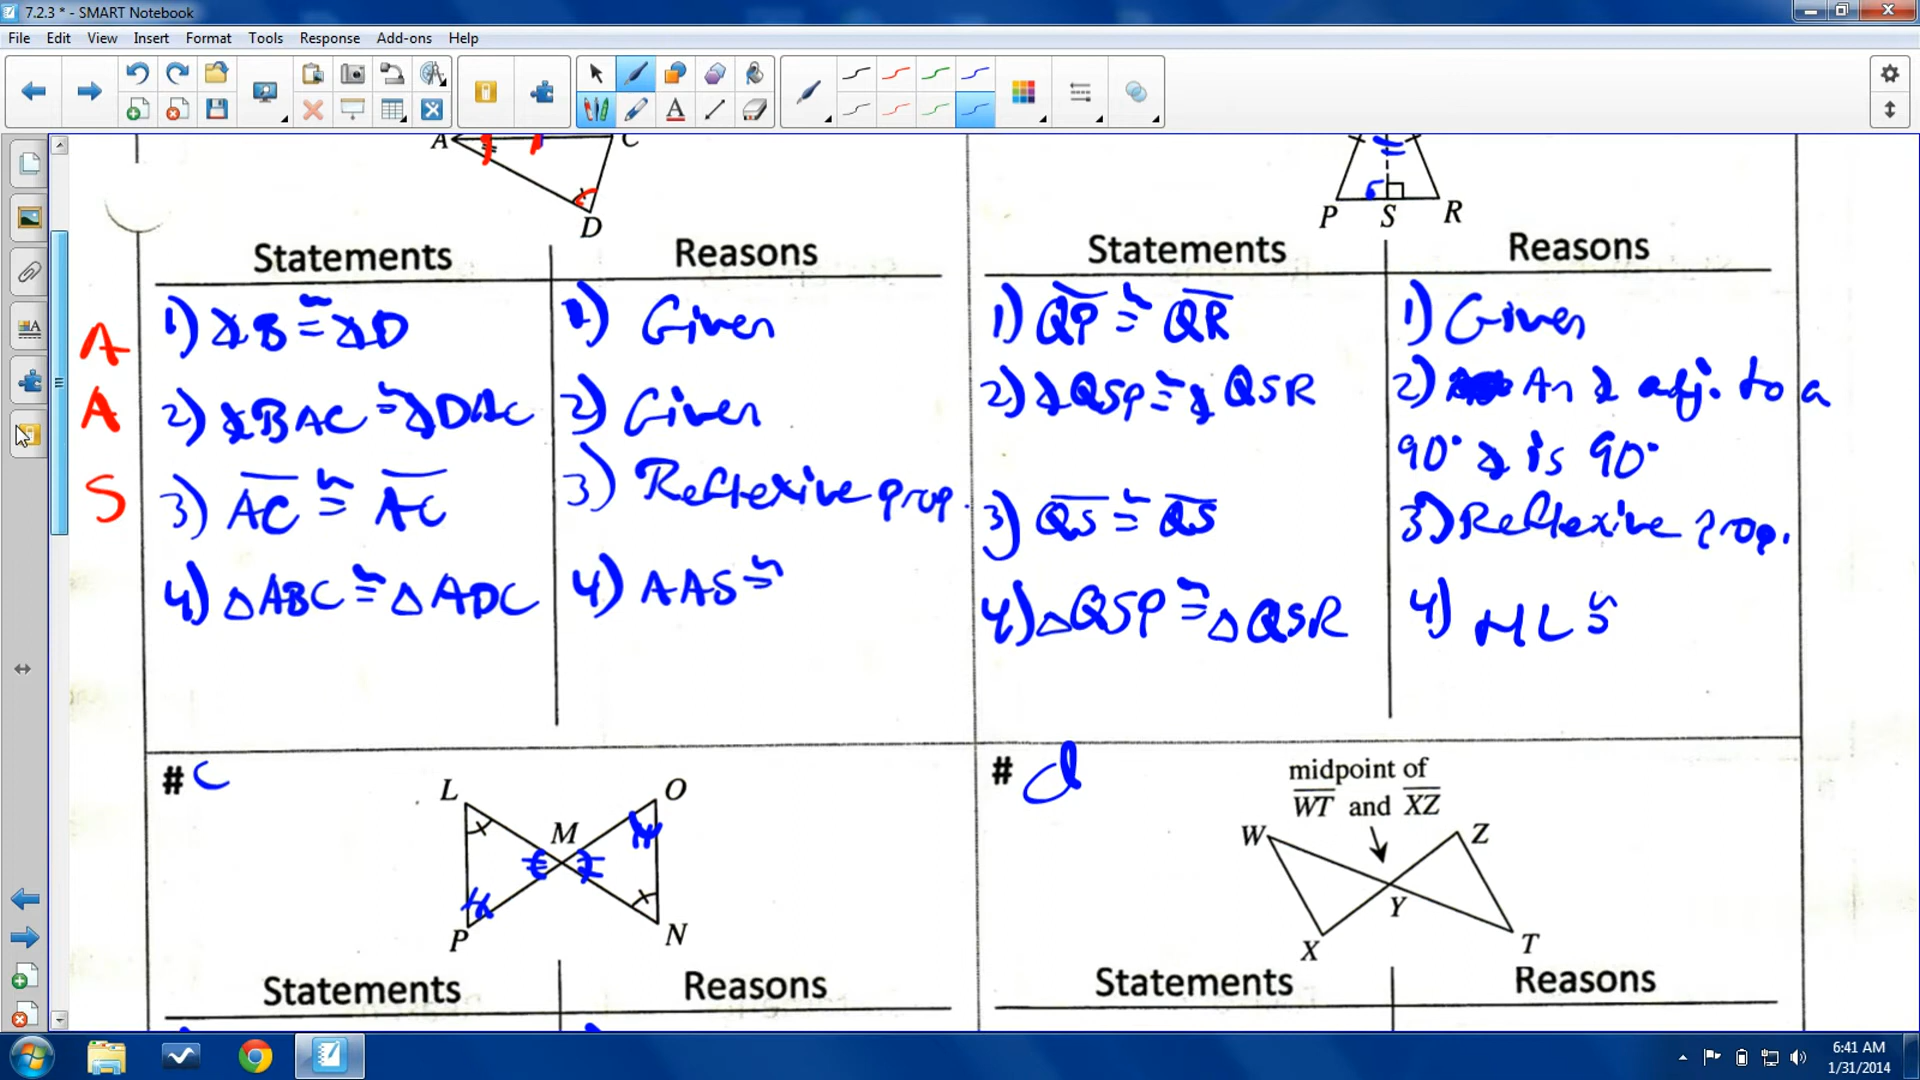 7.2.3 * - SMART Notebook
File Edit View Insert Format Tools Response Add-ons Help
A C
D
P S R
Statements Reasons
1) ∡B ≅ ∡D 1) Given
A
2) ∡BAC ≅ ∡DAC 2) Given
A
3) AC ≅ AC 3) Reflexive prop.
S
4) △ABC ≅ △ADC 4) AAS ≅
Statements Reasons
1) QP ≅ QR 1) Given
2) ∡QSP ≅ ∡QSR 2) An ∡ adj. to a
90° ∡ is 90°
3) QS ≅ QS 3) Reflexive prop.
4) △QSP ≅ △QSR 4) HL ≅
# c
L O
M
P N
Statements Reasons
# d
midpoint of
WT and XZ
W Z
Y
X T
Statements Reasons
6:41 AM
1/31/2014